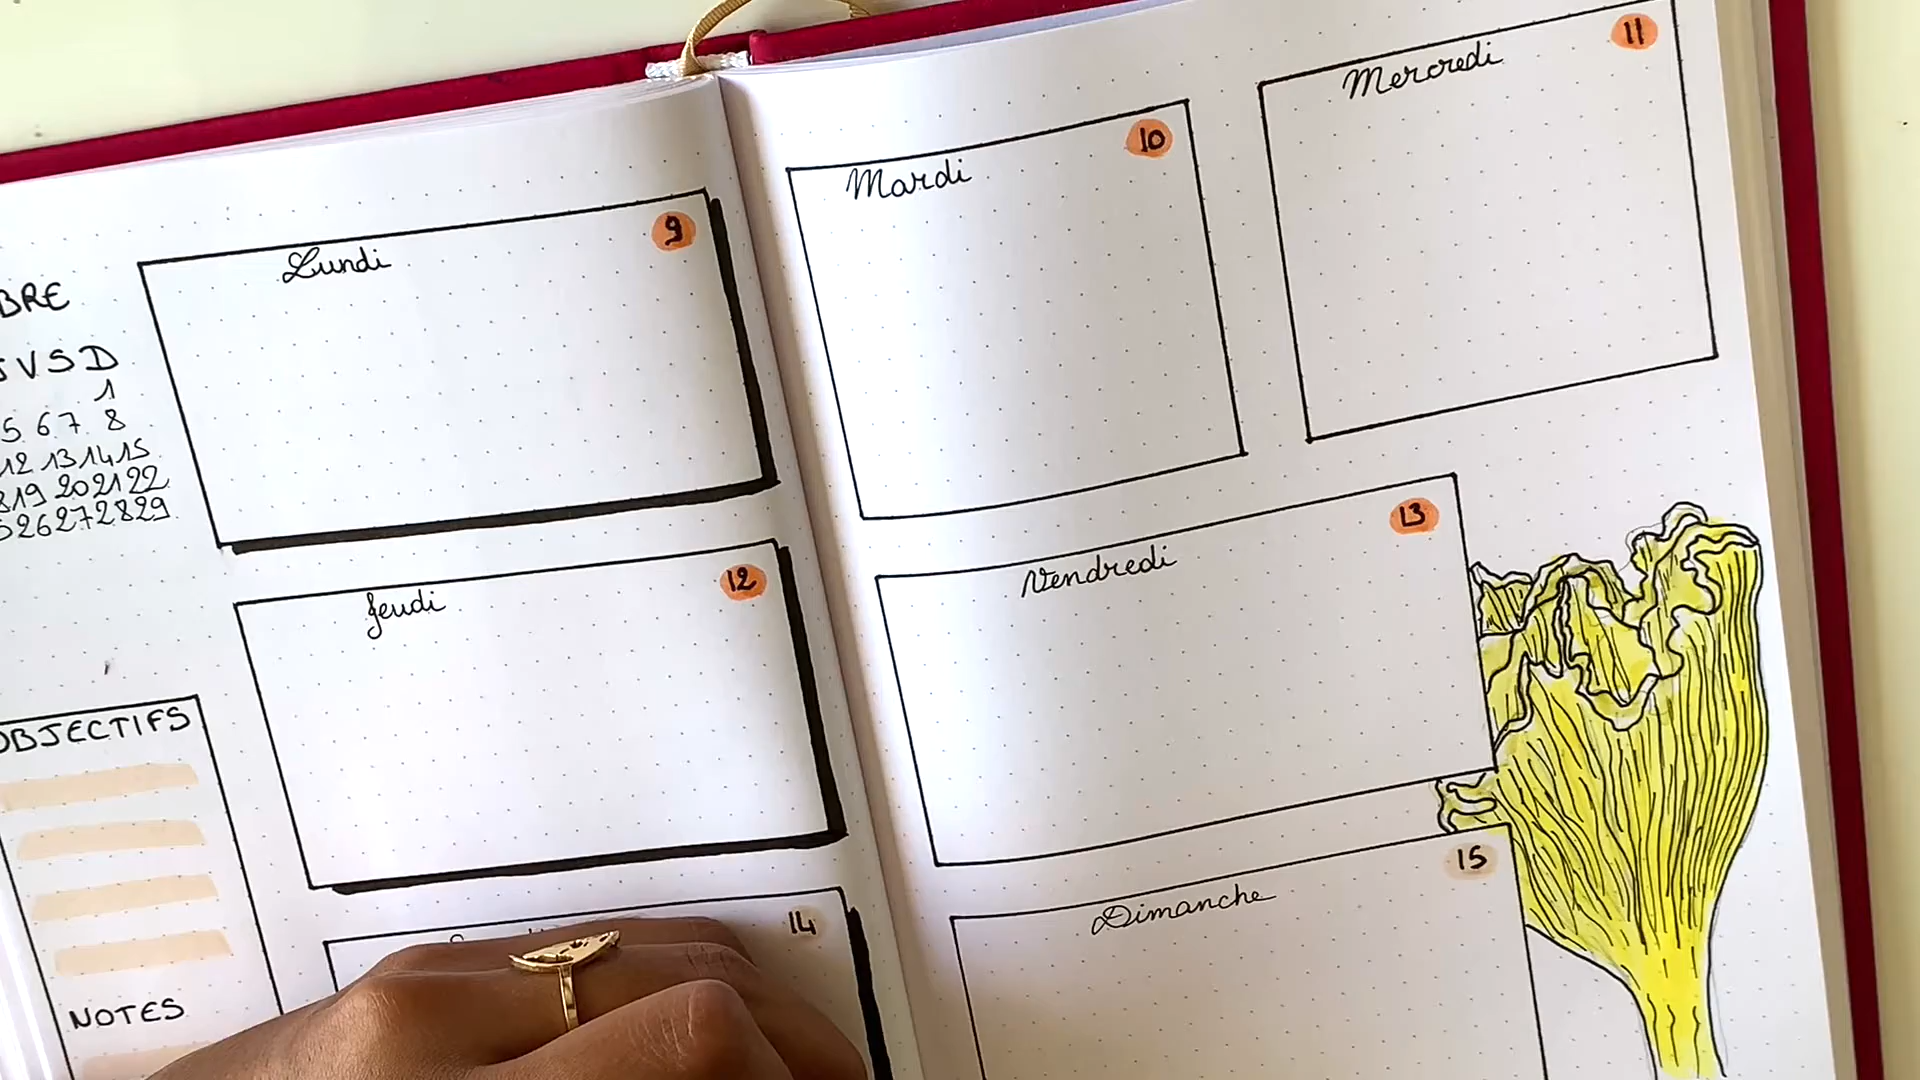 BRE
V S D
1
5 6 7 8
12 13 14 15
19 20 21 22
26 27 28 29
OBJECTIFS
NOTES
Lundi 9
Jeudi 12
14
Mardi 10
Mercredi 11
Vendredi 13
Dimanche 15